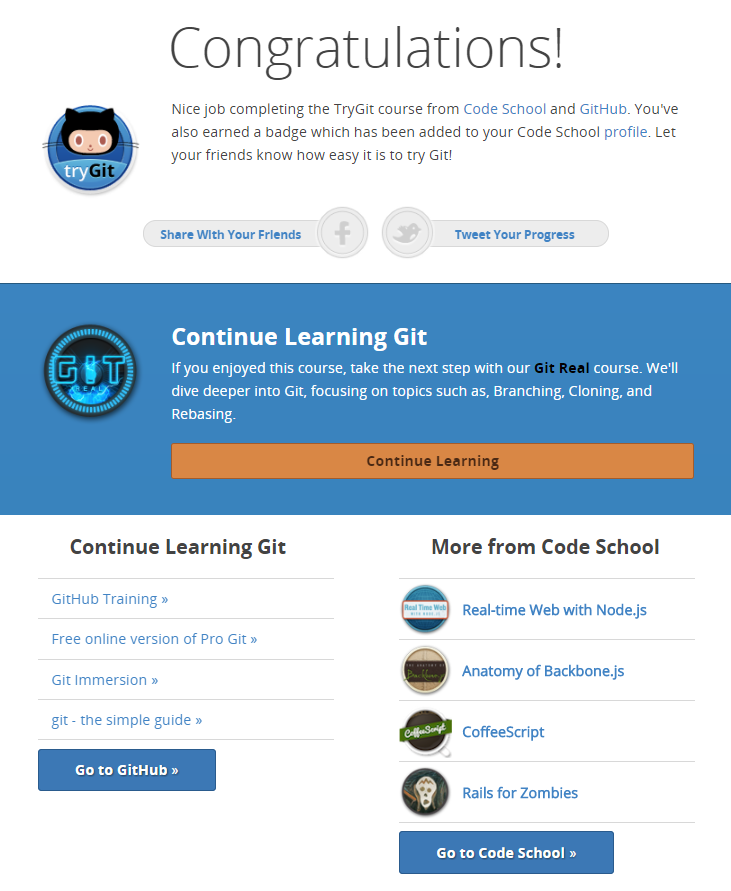 Congratulations!
Nice job completing the TryGit course from Code School and GitHub. You've
also earned a badge which has been added to your Code School profile. Let
your friends know how easy it is to try Git!
tryGit
Share With Your Friends
Tweet Your Progress
Continue Learning Git
GIT
REAL
If you enjoyed this course, take the next step with our Git Real course. We'll
dive deeper into Git, focusing on topics such as, Branching, Cloning, and
Rebasing.
Continue Learning
Continue Learning Git
GitHub Training »
Free online version of Pro Git »
Git Immersion »
git - the simple guide »
Go to GitHub »
More from Code School
Real Time Web
WITH NODE.JS
Real-time Web with Node.js
THE ANATOMY OF
Backbone.js
Anatomy of Backbone.js
CoffeeScript
CoffeeScript
Rails for Zombies
Go to Code School »